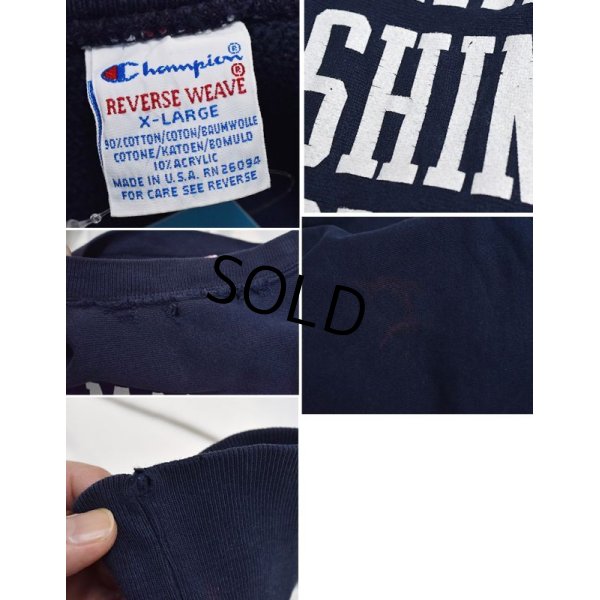 Champion®
REVERSE WEAVE®
X-LARGE
90% COTTON/COTON/BAUMWOLLE
COTONE/KATOEN/BOMULD
10% ACRYLIC
MADE IN U.S.A. RN 26094
FOR CARE SEE REVERSE
SHIN
SOLD